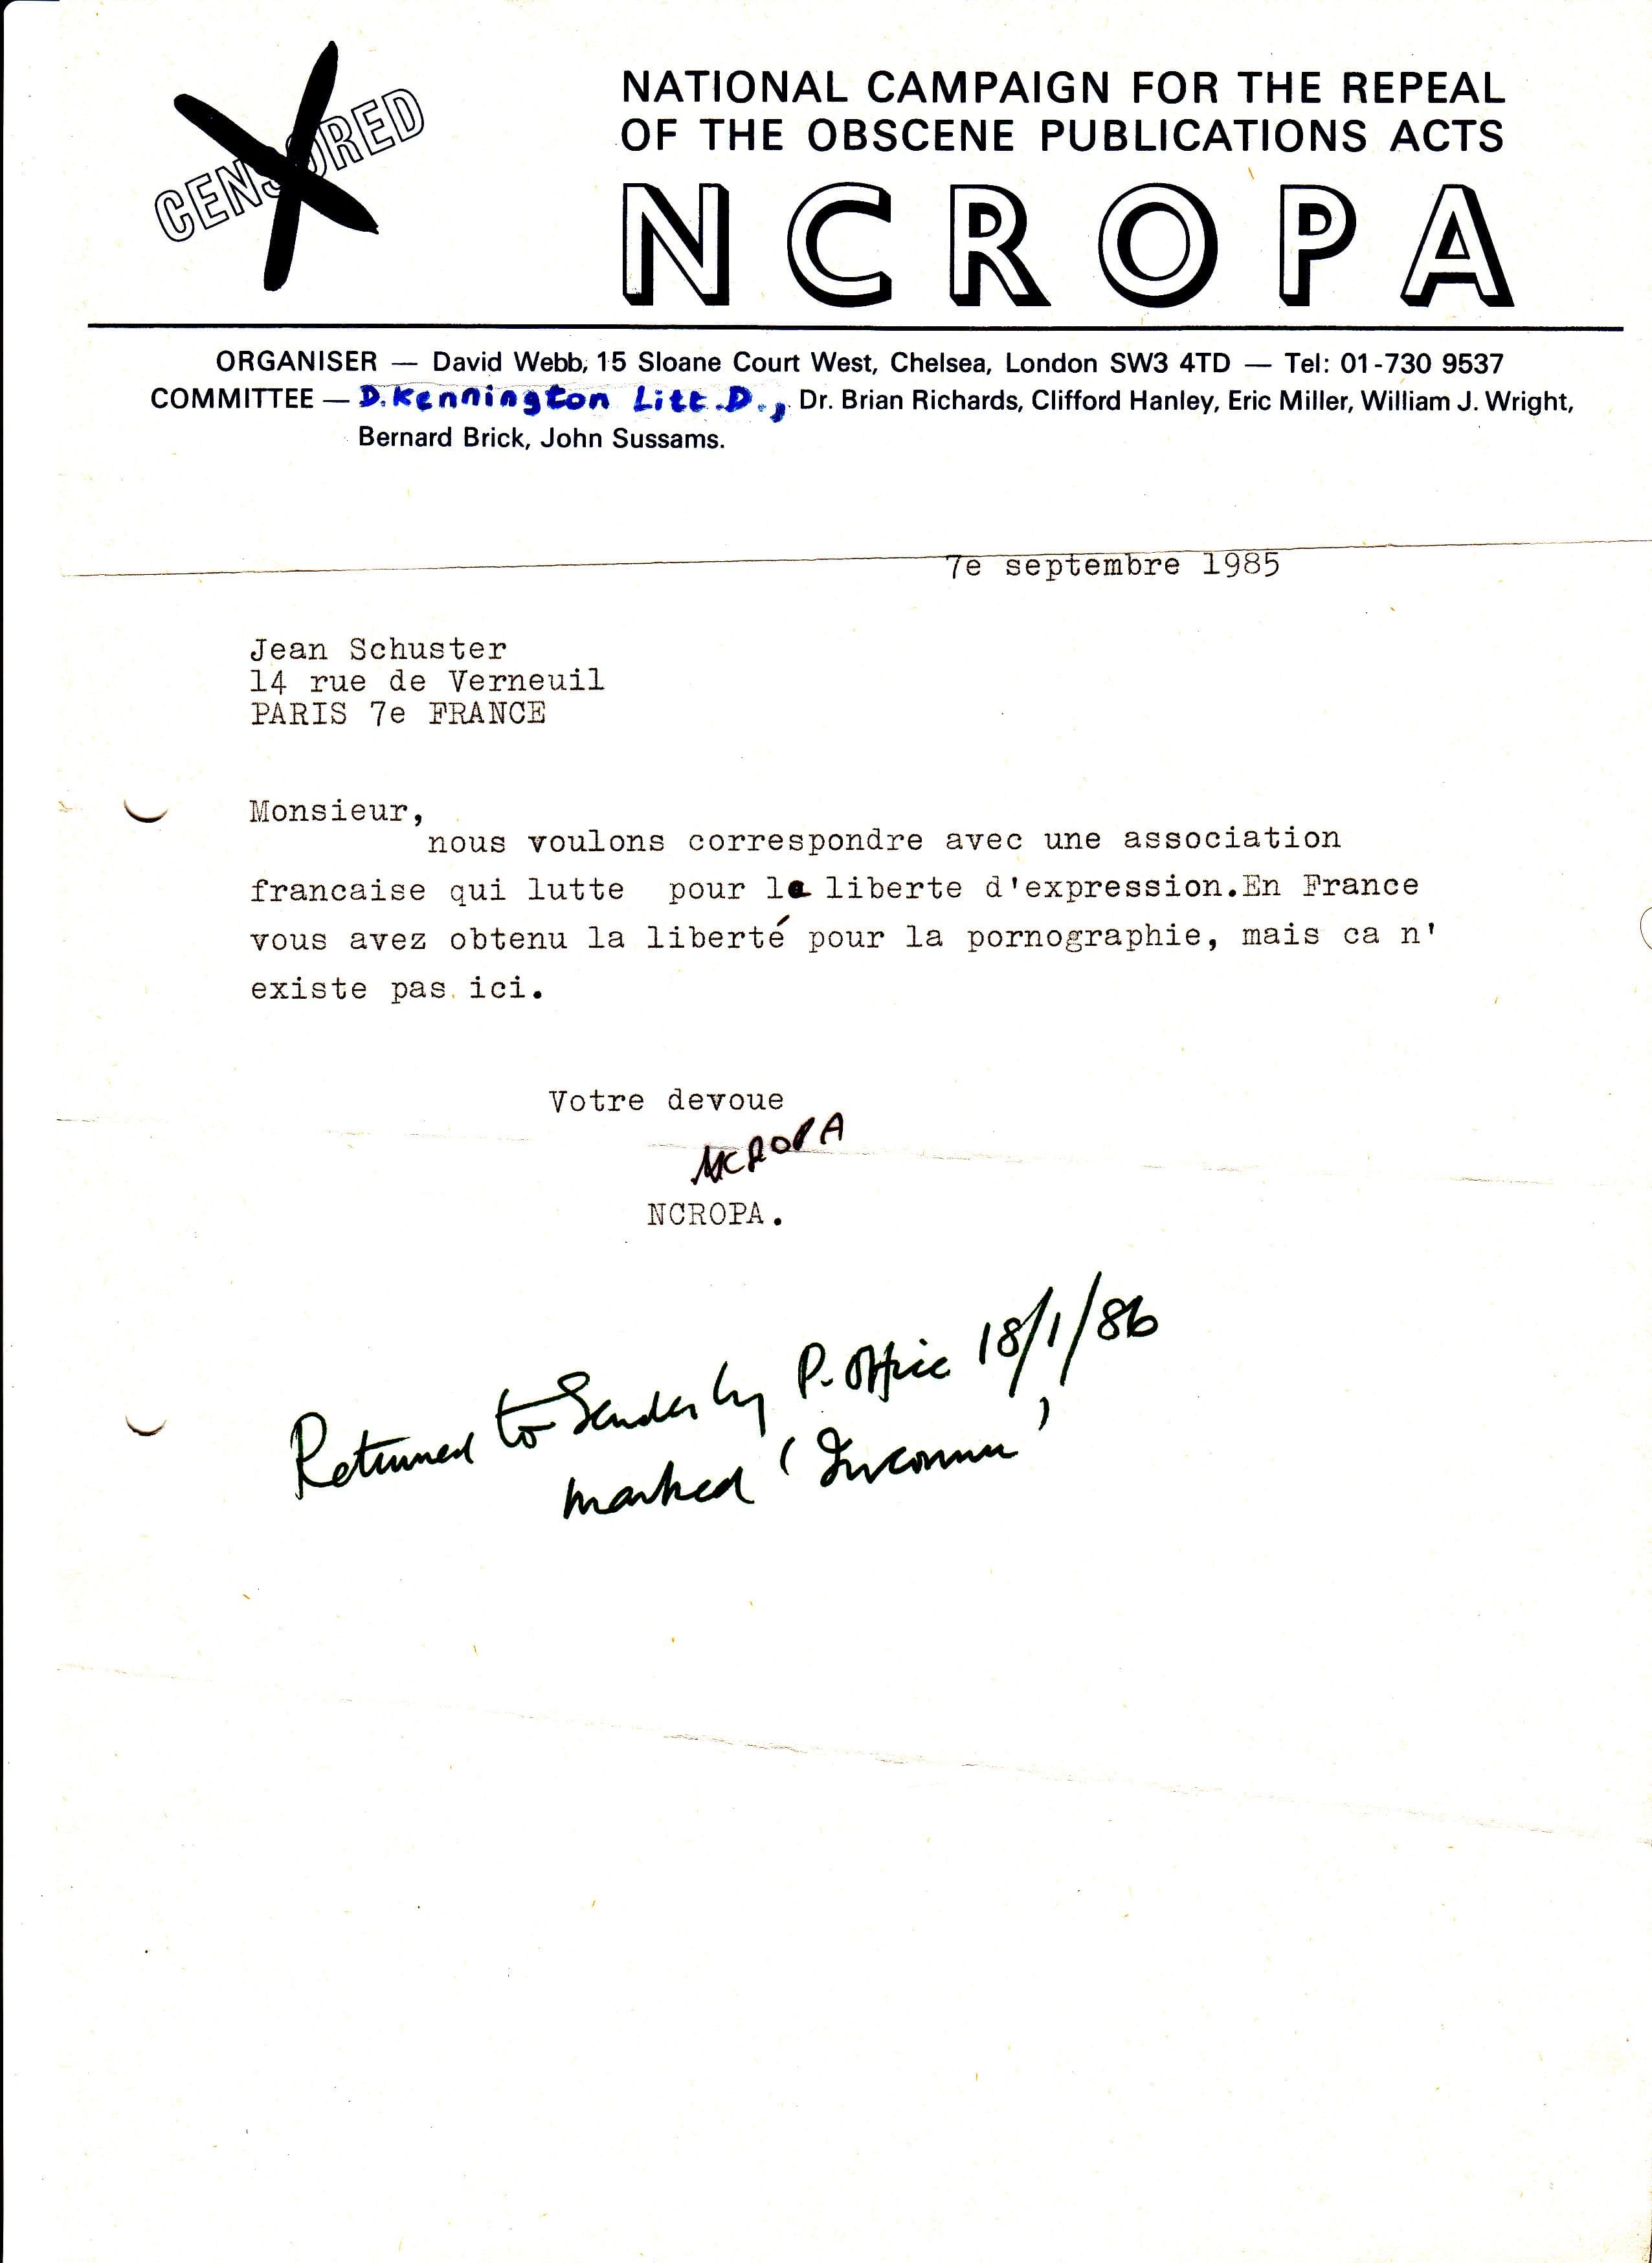 CENSORED
NATIONAL CAMPAIGN FOR THE REPEAL
OF THE OBSCENE PUBLICATIONS ACTS
NCROPA
ORGANISER — David Webb, 15 Sloane Court West, Chelsea, London SW3 4TD — Tel: 01-730 9537
COMMITTEE — D. Kennington Litt.D., Dr. Brian Richards, Clifford Hanley, Eric Miller, William J. Wright,
Bernard Brick, John Sussams.
7e septembre 1985
Jean Schuster
14 rue de Verneuil
PARIS 7e FRANCE
Monsieur,
nous voulons correspondre avec une association
francaise qui lutte pour la liberte d'expression.En France
vous avez obtenu la liberté pour la pornographie, mais ca n'
existe pas ici.
Votre devoue
NCROPA
NCROPA.
Returned to Sender by P. Office 18/1/86
marked 'Inconnu'